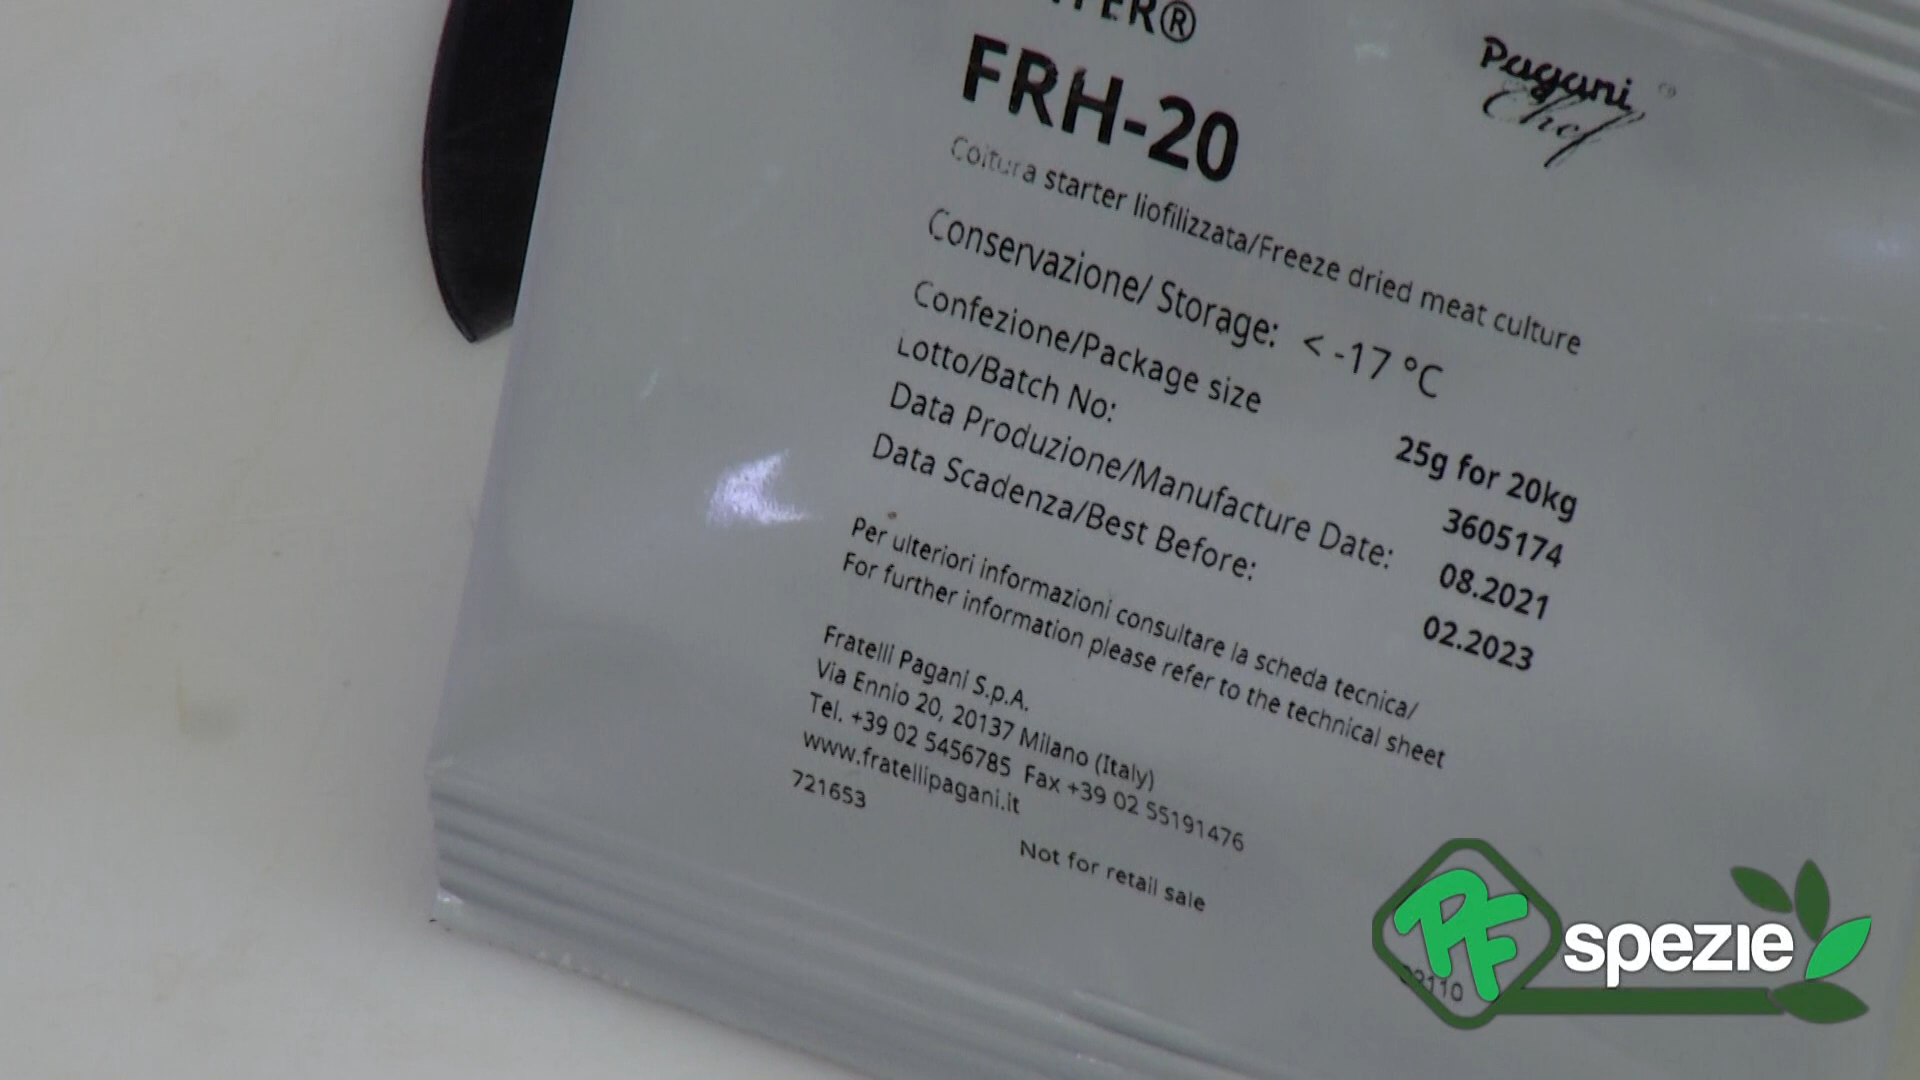 FRH-20
Pagani
Chef
Coltura starter liofilizzata/Freeze dried meat culture
Conservazione/ Storage: < -17 °C
Confezione/Package size 25g for 20kg
Lotto/Batch No: 3605174
Data Produzione/Manufacture Date: 08.2021
Data Scadenza/Best Before: 02.2023
Per ulteriori informazioni consultare la scheda tecnica/
For further information please refer to the technical sheet
Fratelli Pagani S.p.A.
Via Ennio 20, 20137 Milano (Italy)
Tel. +39 02 5456785 Fax +39 02 55191476
www.fratellipagani.it
721653
Not for retail sale
PF spezie